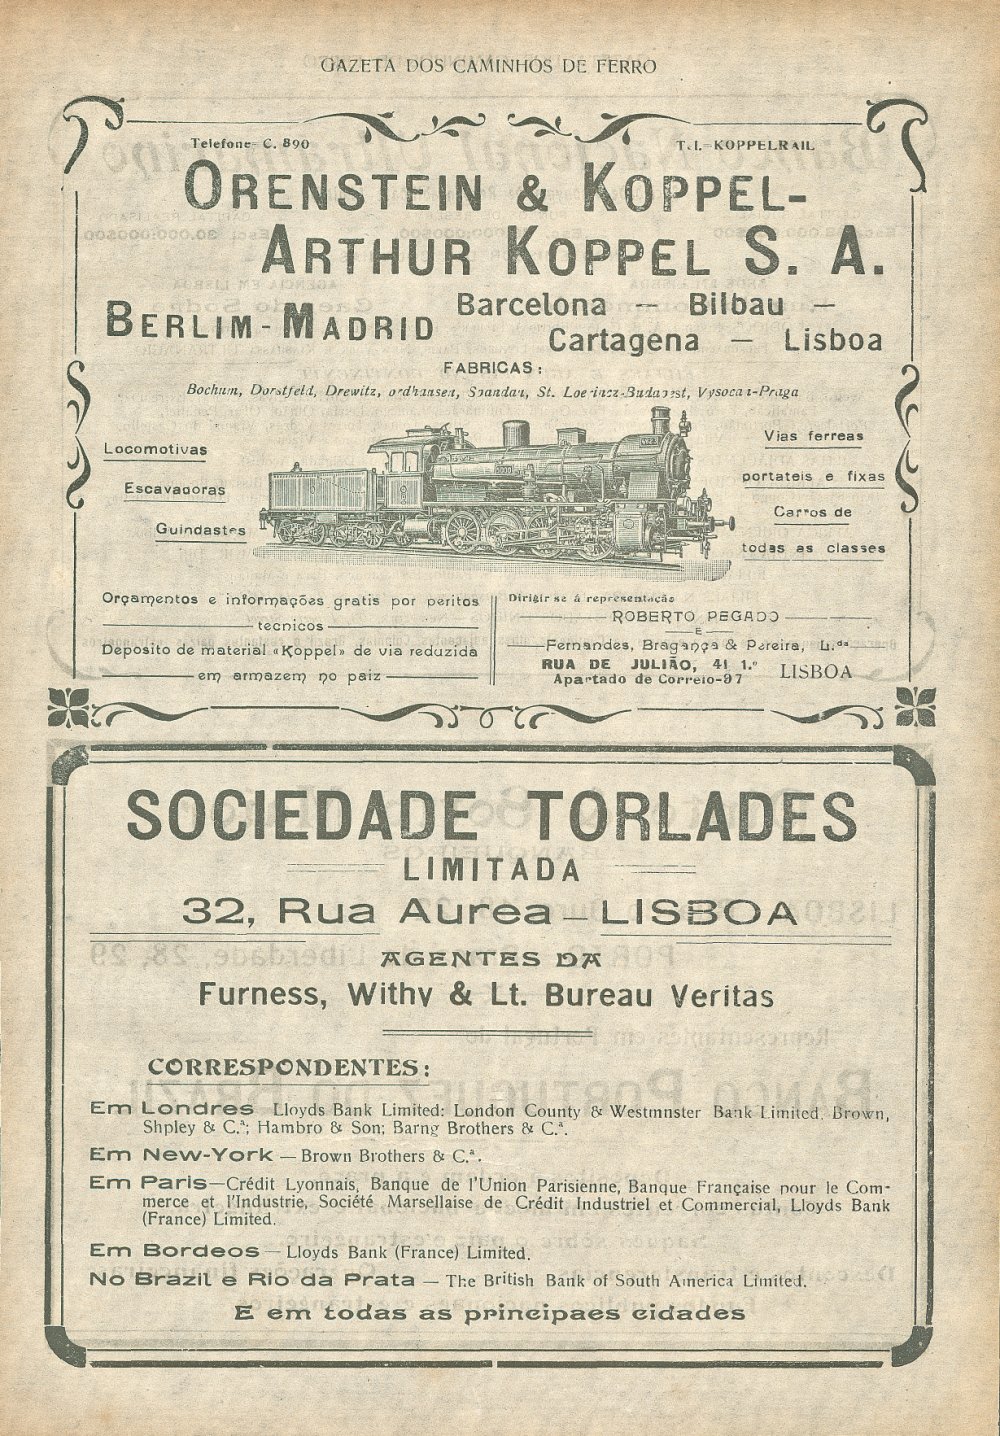 GAZETA DOS CAMINHOS DE FERRO
Telefone- C. 890
T.l.- KOPPELRAIL
ORENSTEIN & KOPPEL-
ARTHUR KOPPEL S. A.
BERLIM-MADRID
Barcelona — Bilbau —
Cartagena — Lisboa
FABRICAS:
Bochum, Dorstfeld, Drewitz, ordhausen, Spandau, St. Loerincz-Budapest, Vysocan-Praga
Locomotivas
Escavadoras
Guindastes
Vias ferreas
portateis e fixas
Carros de
todas as classes
Orçamentos e informações gratis por peritos
tecnicos
Deposito de material «Koppel» de via reduzida
em armazem no paiz
Dirigir se á representação
ROBERTO PEGADO
E
Fernandes, Bragança & Pereira, L.da
RUA DE JULIÃO, 41 1.º
Apartado de Correio-97
LISBOA
SOCIEDADE TORLADES
LIMITADA
32, Rua Aurea — LISBOA
AGENTES DA
Furness, Withy & Lt. Bureau Veritas
CORRESPONDENTES:
Em Londres Lloyds Bank Limited: London County & Westmnster Bank Limited, Brown,
Shpley & C.ª; Hambro & Son; Barng Brothers & C.ª.
Em New-York — Brown Brothers & C.ª.
Em Paris—Crédit Lyonnais, Banque de l'Union Parisienne, Banque Française pour le Com-
merce et l'Industrie, Société Marsellaise de Crédit Industriel et Commercial, Lloyds Bank
(France) Limited.
Em Bordeos — Lloyds Bank (France) Limited.
No Brazil e Rio da Prata — The British Bank of South America Limited.
E em todas as principaes cidades